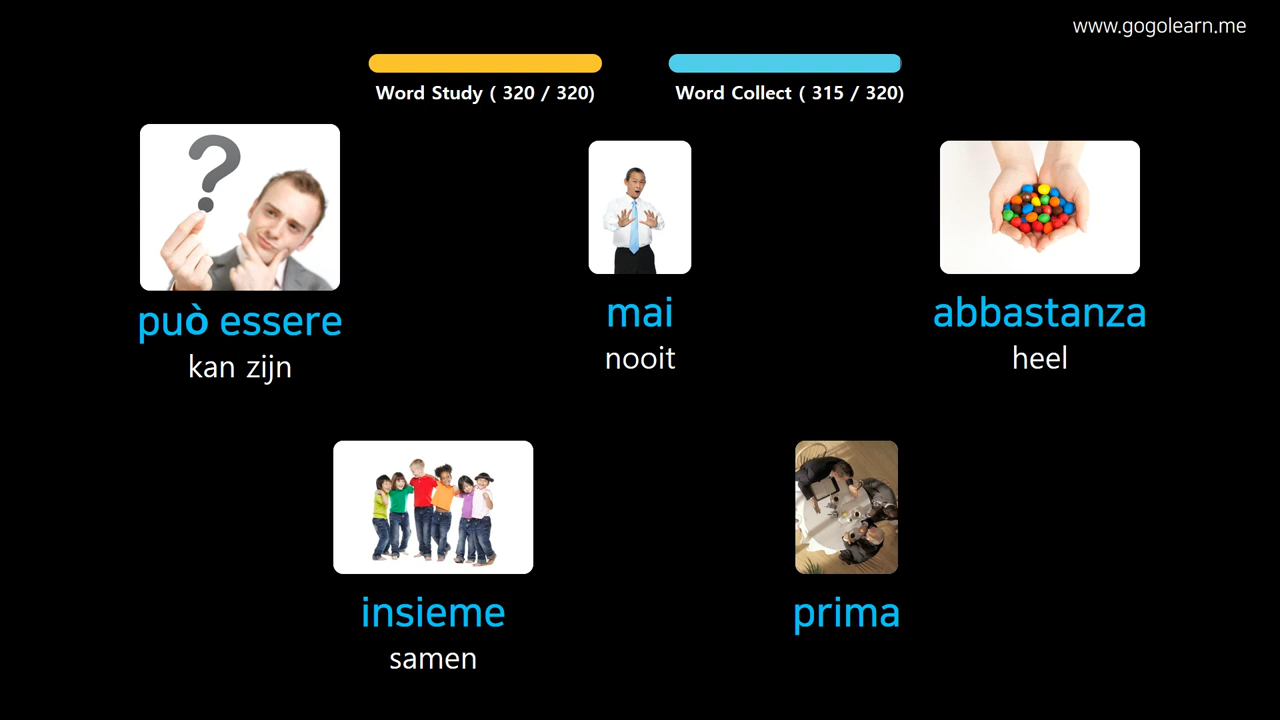 www.gogolearn.me
Word Study ( 320 / 320)
Word Collect ( 315 / 320)
può essere
kan zijn
mai
nooit
abbastanza
heel
insieme
samen
prima